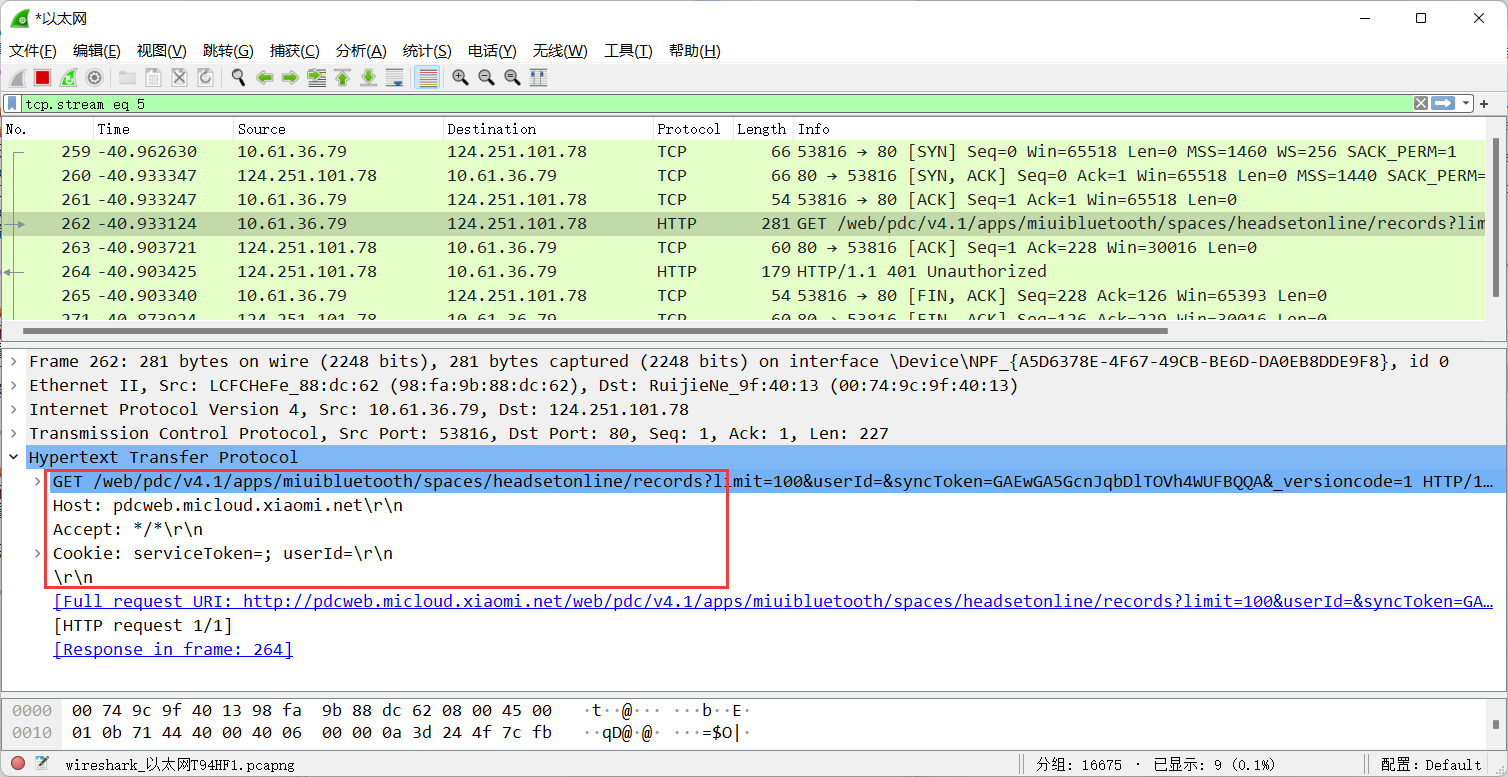 *以太网
文件(F) 编辑(E) 视图(V) 跳转(G) 捕获(C) 分析(A) 统计(S) 电话(Y) 无线(W) 工具(T) 帮助(H)
tcp.stream eq 5
No. Time Source Destination Protocol Length Info
259 -40.962630 10.61.36.79 124.251.101.78 TCP 66 53816 → 80 [SYN] Seq=0 Win=65518 Len=0 MSS=1460 WS=256 SACK_PERM=1
260 -40.933347 124.251.101.78 10.61.36.79 TCP 66 80 → 53816 [SYN, ACK] Seq=0 Ack=1 Win=65518 Len=0 MSS=1440 SACK_PERM=
261 -40.933247 10.61.36.79 124.251.101.78 TCP 54 53816 → 80 [ACK] Seq=1 Ack=1 Win=65518 Len=0
262 -40.933124 10.61.36.79 124.251.101.78 HTTP 281 GET /web/pdc/v4.1/apps/miuibluetooth/spaces/headsetonline/records?lim
263 -40.903721 124.251.101.78 10.61.36.79 TCP 60 80 → 53816 [ACK] Seq=1 Ack=228 Win=30016 Len=0
264 -40.903425 124.251.101.78 10.61.36.79 HTTP 179 HTTP/1.1 401 Unauthorized
265 -40.903340 10.61.36.79 124.251.101.78 TCP 54 53816 → 80 [FIN, ACK] Seq=228 Ack=126 Win=65393 Len=0
271 -40.873924 124.251.101.78 10.61.36.79 TCP 60 80 → 53816 [FIN, ACK] Seq=126 Ack=229 Win=30016 Len=0
Frame 262: 281 bytes on wire (2248 bits), 281 bytes captured (2248 bits) on interface \Device\NPF_{A5D6378E-4F67-49CB-BE6D-DA0EB8DDE9F8}, id 0
Ethernet II, Src: LCFCHeFe_88:dc:62 (98:fa:9b:88:dc:62), Dst: RuijieNe_9f:40:13 (00:74:9c:9f:40:13)
Internet Protocol Version 4, Src: 10.61.36.79, Dst: 124.251.101.78
Transmission Control Protocol, Src Port: 53816, Dst Port: 80, Seq: 1, Ack: 1, Len: 227
Hypertext Transfer Protocol
GET /web/pdc/v4.1/apps/miuibluetooth/spaces/headsetonline/records?limit=100&userId=&syncToken=GAEwGA5GcnJqbDlTOVh4WUFBQQA&_versioncode=1 HTTP/1…
Host: pdcweb.micloud.xiaomi.net\r\n
Accept: */*\r\n
Cookie: serviceToken=; userId=\r\n
\r\n
[Full request URI: http://pdcweb.micloud.xiaomi.net/web/pdc/v4.1/apps/miuibluetooth/spaces/headsetonline/records?limit=100&userId=&syncToken=GA…
[HTTP request 1/1]
[Response in frame: 264]
0000 00 74 9c 9f 40 13 98 fa 9b 88 dc 62 08 00 45 00 ·t··@··· ···b··E·
0010 01 0b 71 44 40 00 40 06 00 00 0a 3d 24 4f 7c fb ··qD@·@· ···=$O|·
wireshark_以太网T94HF1.pcapng 分组: 16675 · 已显示: 9 (0.1%) 配置: Default